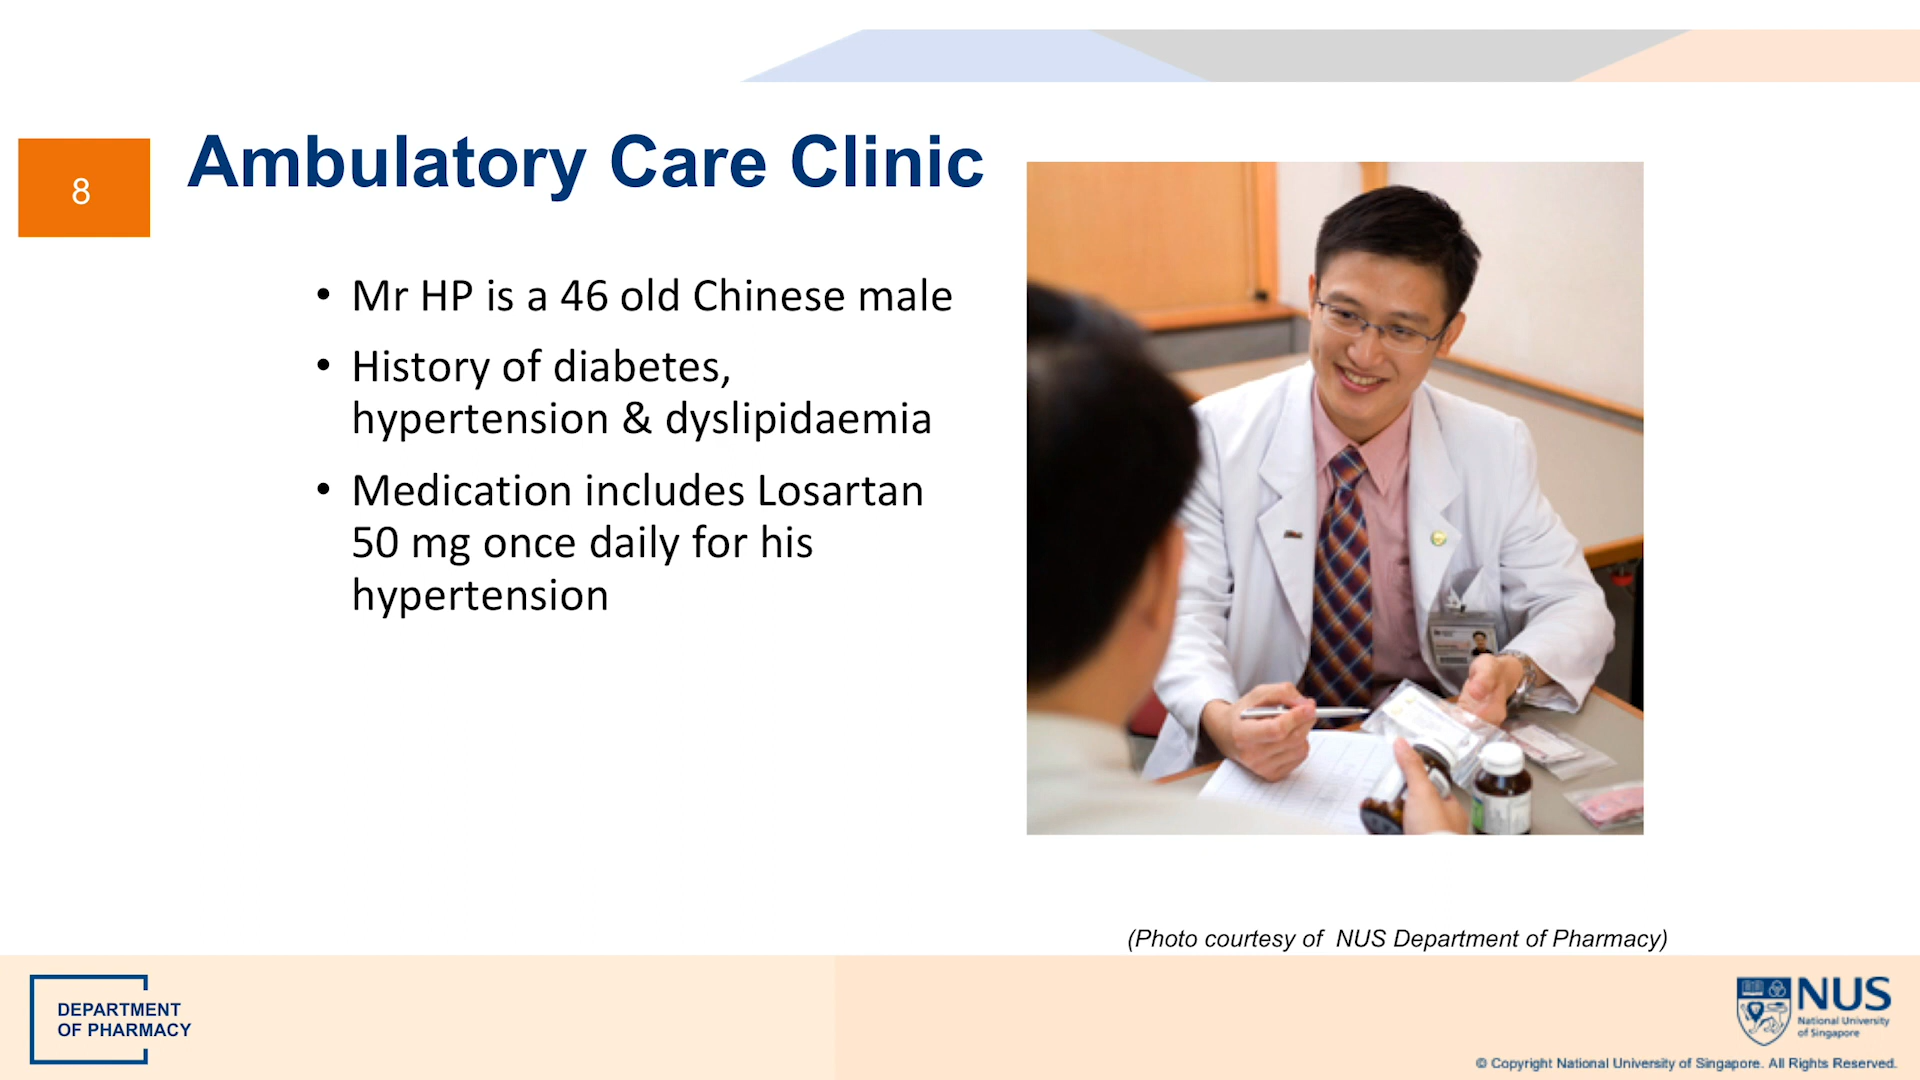 8
Ambulatory Care Clinic
• Mr HP is a 46 old Chinese male
• History of diabetes,
hypertension & dyslipidaemia
• Medication includes Losartan
50 mg once daily for his
hypertension
(Photo courtesy of NUS Department of Pharmacy)
DEPARTMENT
OF PHARMACY
NUS
National University
of Singapore
© Copyright National University of Singapore. All Rights Reserved.